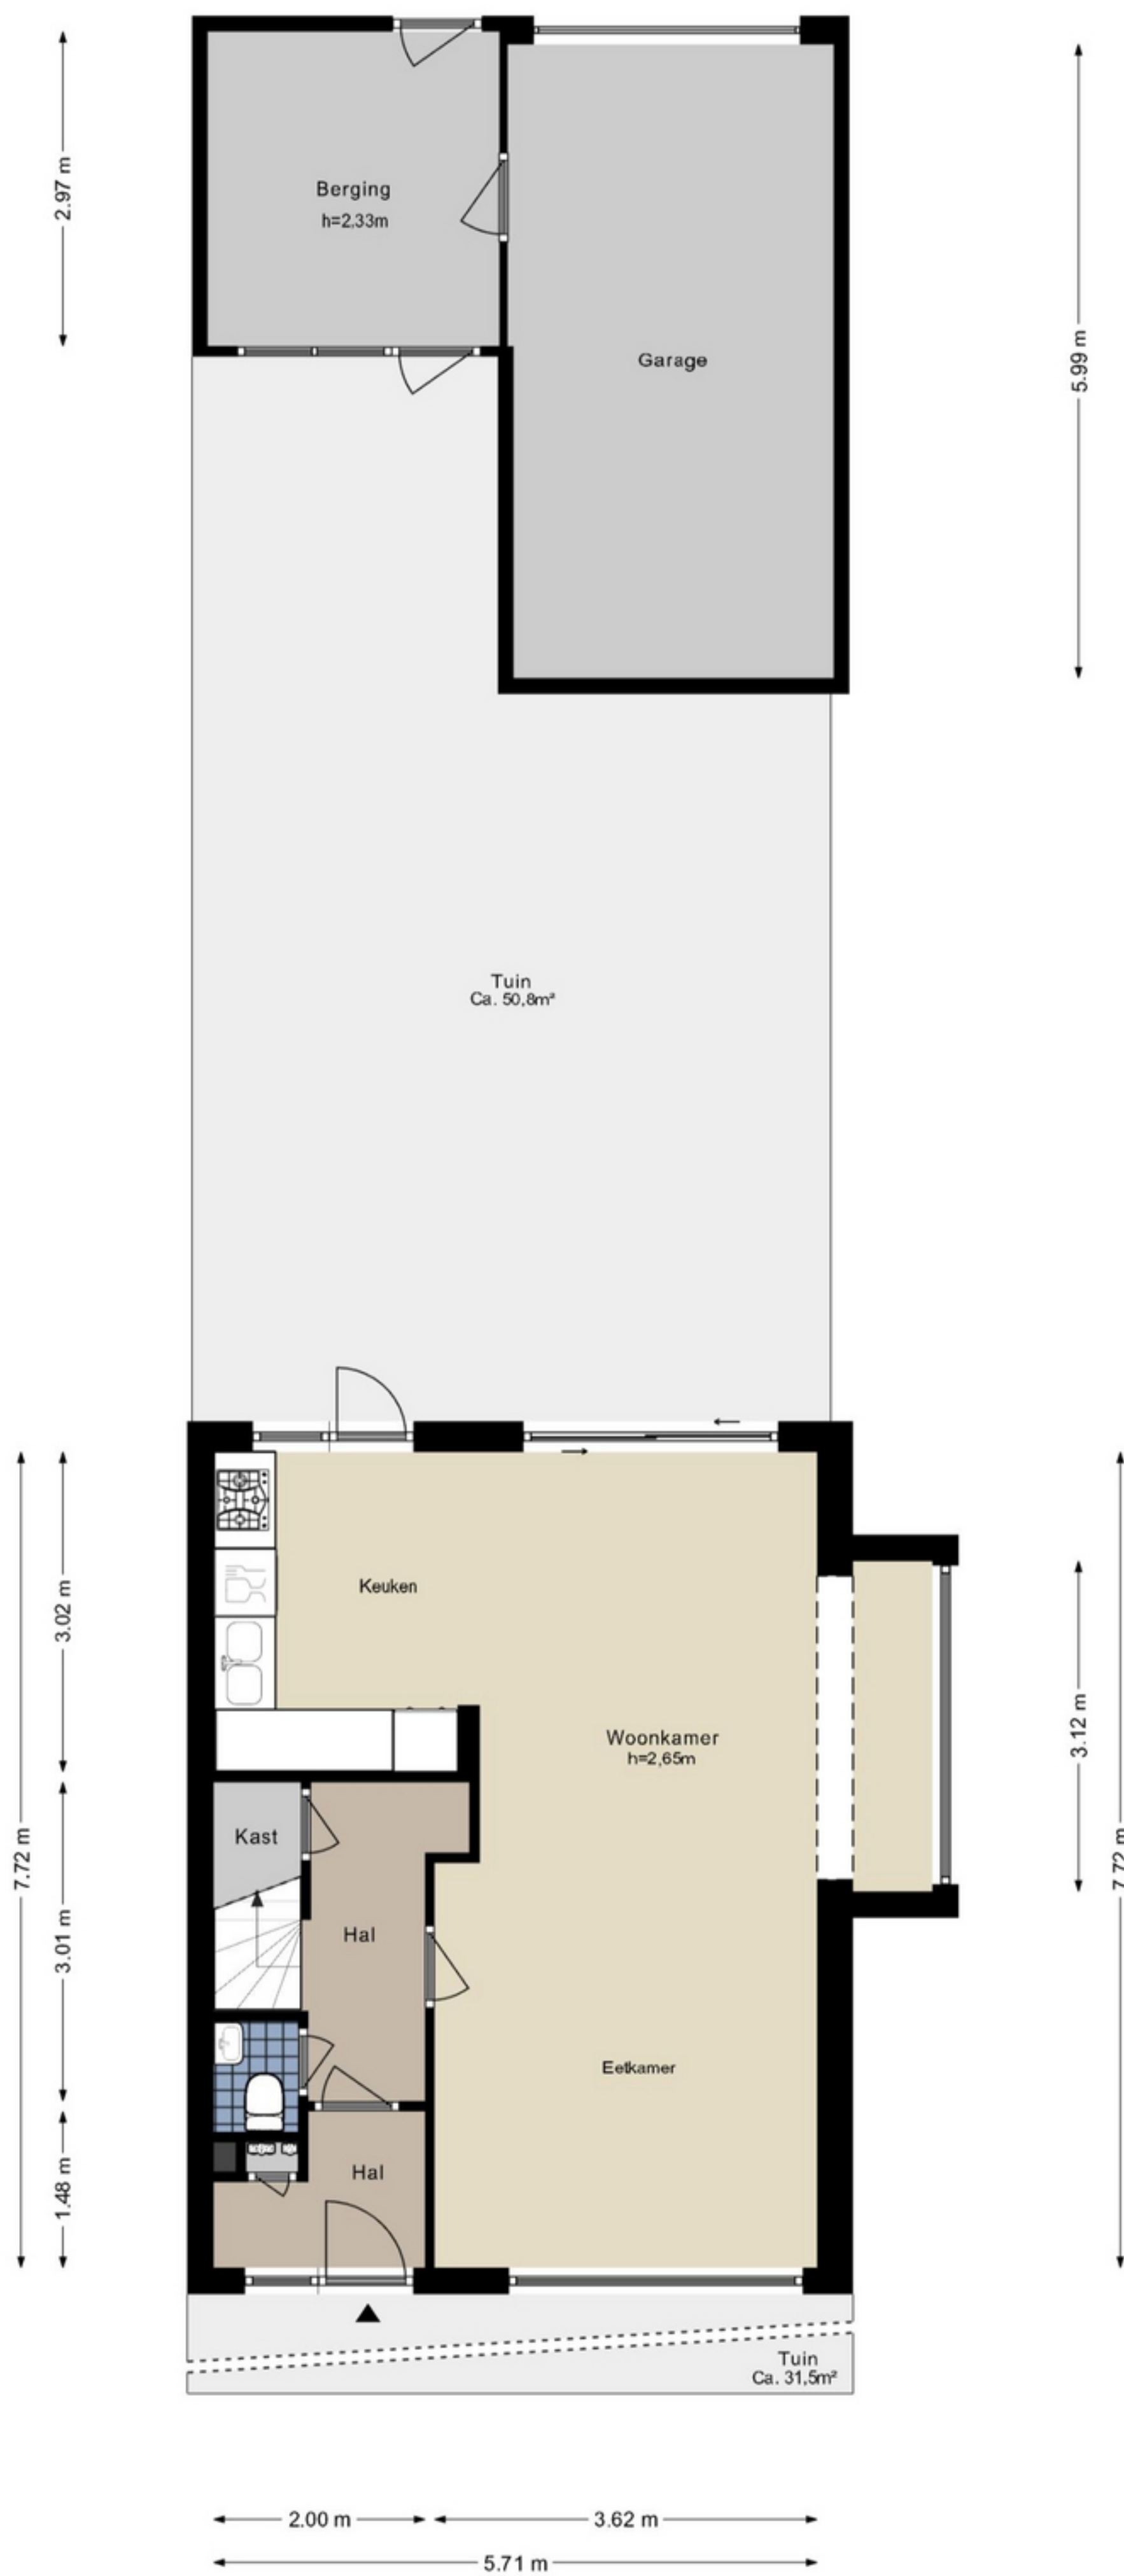 2.97 m
Berging
h=2,33m
5.99 m
Garage
Tuin
Ca. 50,8m²
3.02 m
Keuken
Woonkamer
h=2,65m
3.12 m
7.72 m
7.72 m
Kast
3.01 m
Hal
Eetkamer
1.48 m
Hal
Tuin
Ca. 31,5m²
2.00 m
3.62 m
5.71 m